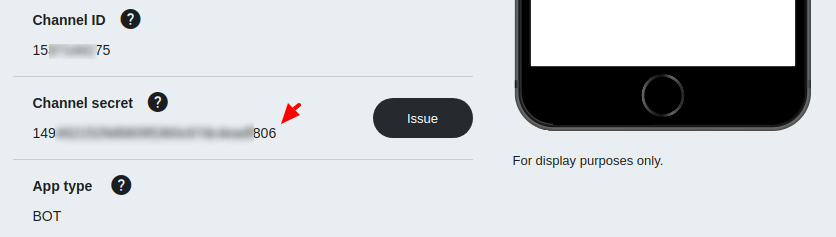 Channel ID ?
15 75
Channel secret ?
149 806
Issue
App type ?
BOT
For display purposes only.